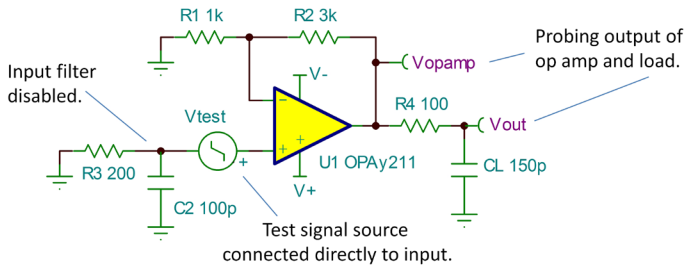 R1 1k
R2 3k
Probing output of
op amp and load.
Vopamp
Input filter
disabled.
V-
Vtest
R4 100
Vout
-
+
+
+
R3 200
U1 OPAy211
CL 150p
V+
C2 100p
Test signal source
connected directly to input.